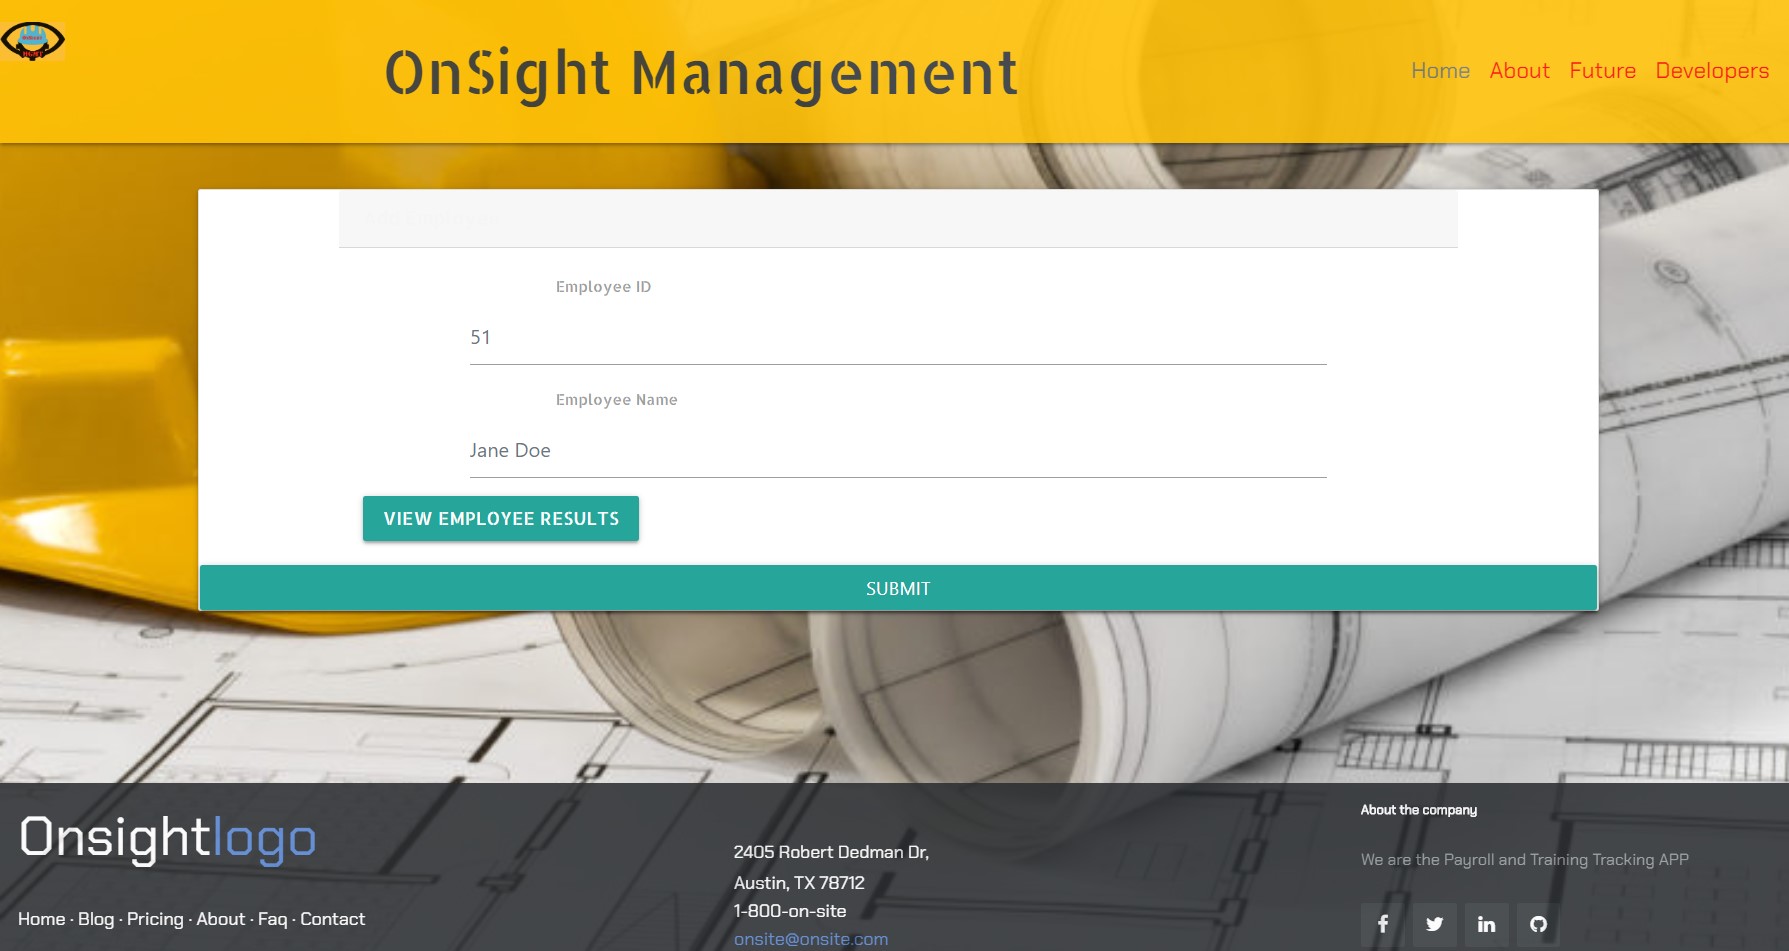 OnSight Management
Home About Future Developers
Employee ID
51
Employee Name
Jane Doe
VIEW EMPLOYEE RESULTS
SUBMIT
Onsightlogo
Home · Blog · Pricing · About · Faq · Contact
2405 Robert Dedman Dr,
Austin, TX 78712
1-800-on-site
onsite@onsite.com
About the company
We are the Payroll and Training Tracking APP